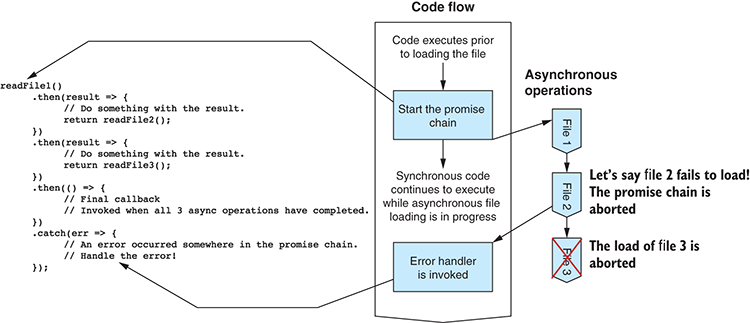 Code flow
Code executes prior
to loading the file
Start the promise
chain
Synchronous code
continues to execute
while asynchronous file
loading is in progress
Error handler
is invoked
readFile1()
    .then(result => {
        // Do something with the result.
        return readFile2();
    })
    .then(result => {
        // Do something with the result.
        return readFile3();
    })
    .then(() => {
        // Final callback
        // Invoked when all 3 async operations have completed.
    })
    .catch(err => {
        // An error occurred somewhere in the promise chain.
        // Handle the error!
    });
Asynchronous
operations
File 1
File 2
Let's say file 2 fails to load!
The promise chain is
aborted
File 3
The load of file 3 is
aborted